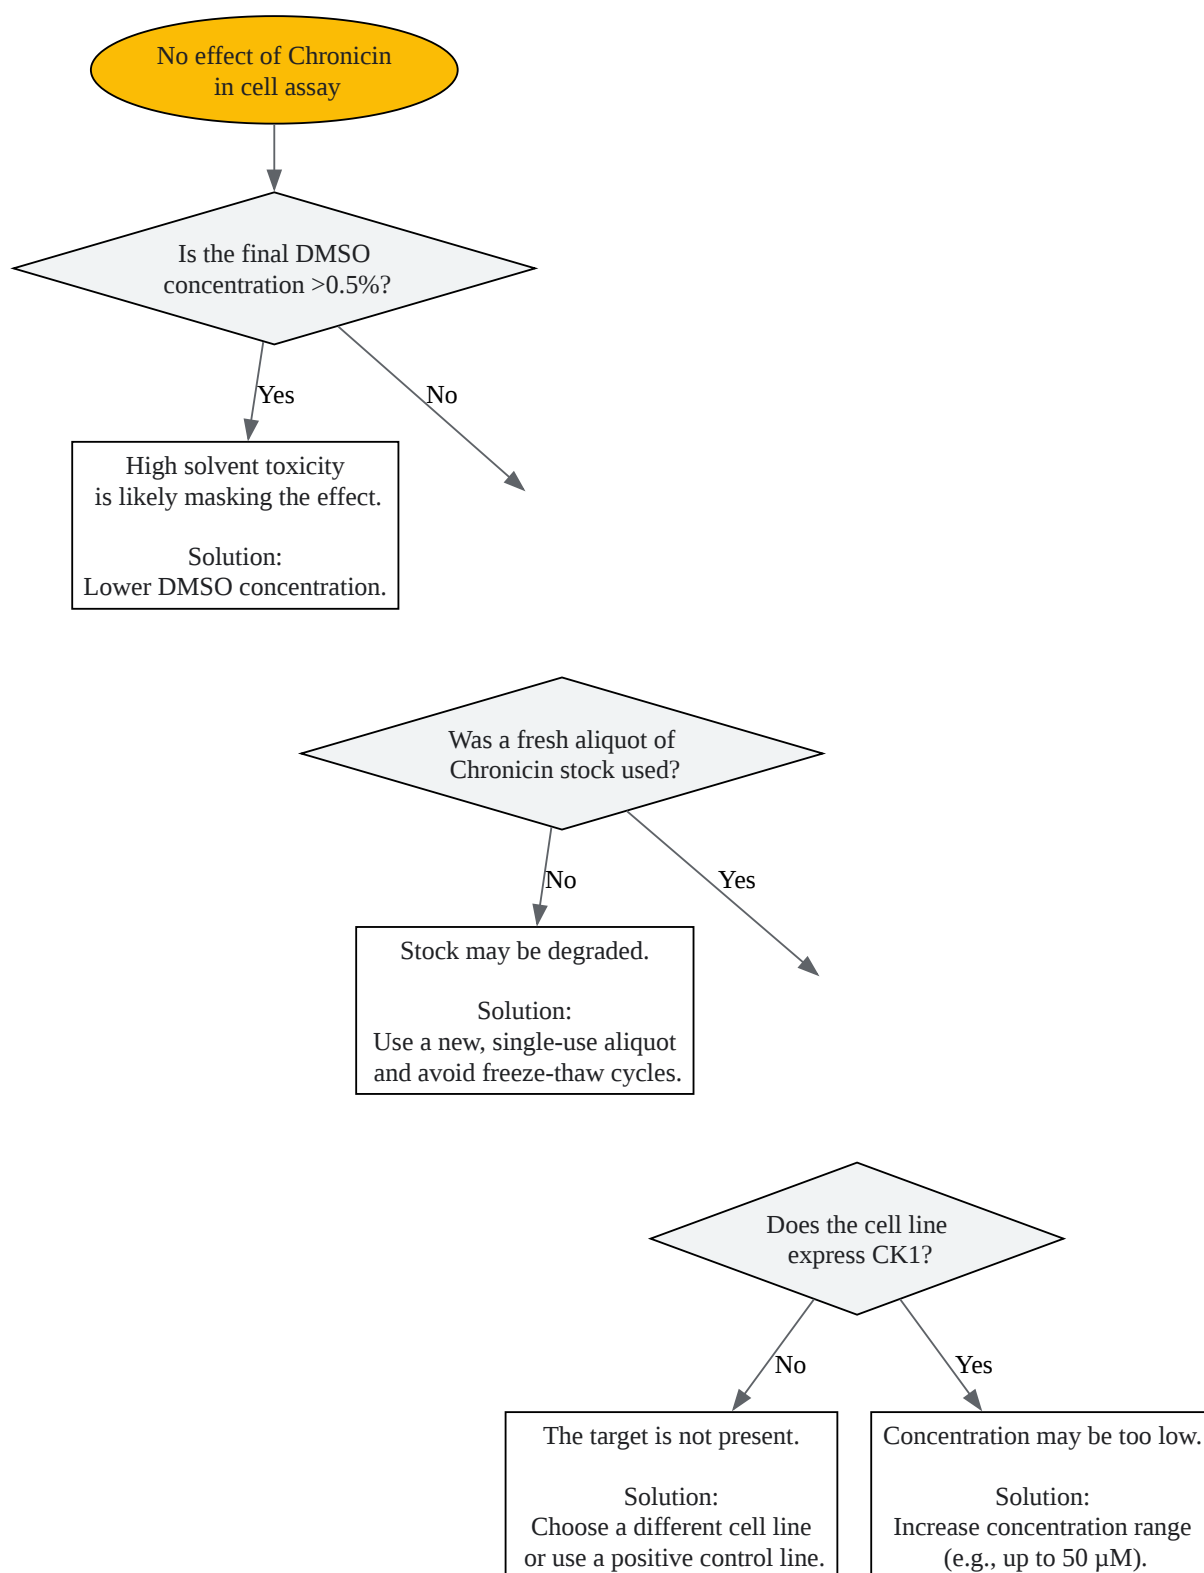 No effect of Chronicin
in cell assay
Is the final DMSO
concentration >0.5%?
Yes
No
High solvent toxicity
is likely masking the effect.
Solution:
Lower DMSO concentration.
Was a fresh aliquot of
Chronicin stock used?
No
Yes
Stock may be degraded.
Solution:
Use a new, single-use aliquot
and avoid freeze-thaw cycles.
Does the cell line
express CK1?
No
Yes
The target is not present.
Solution:
Choose a different cell line
or use a positive control line.
Concentration may be too low.
Solution:
Increase concentration range
(e.g., up to 50 µM).